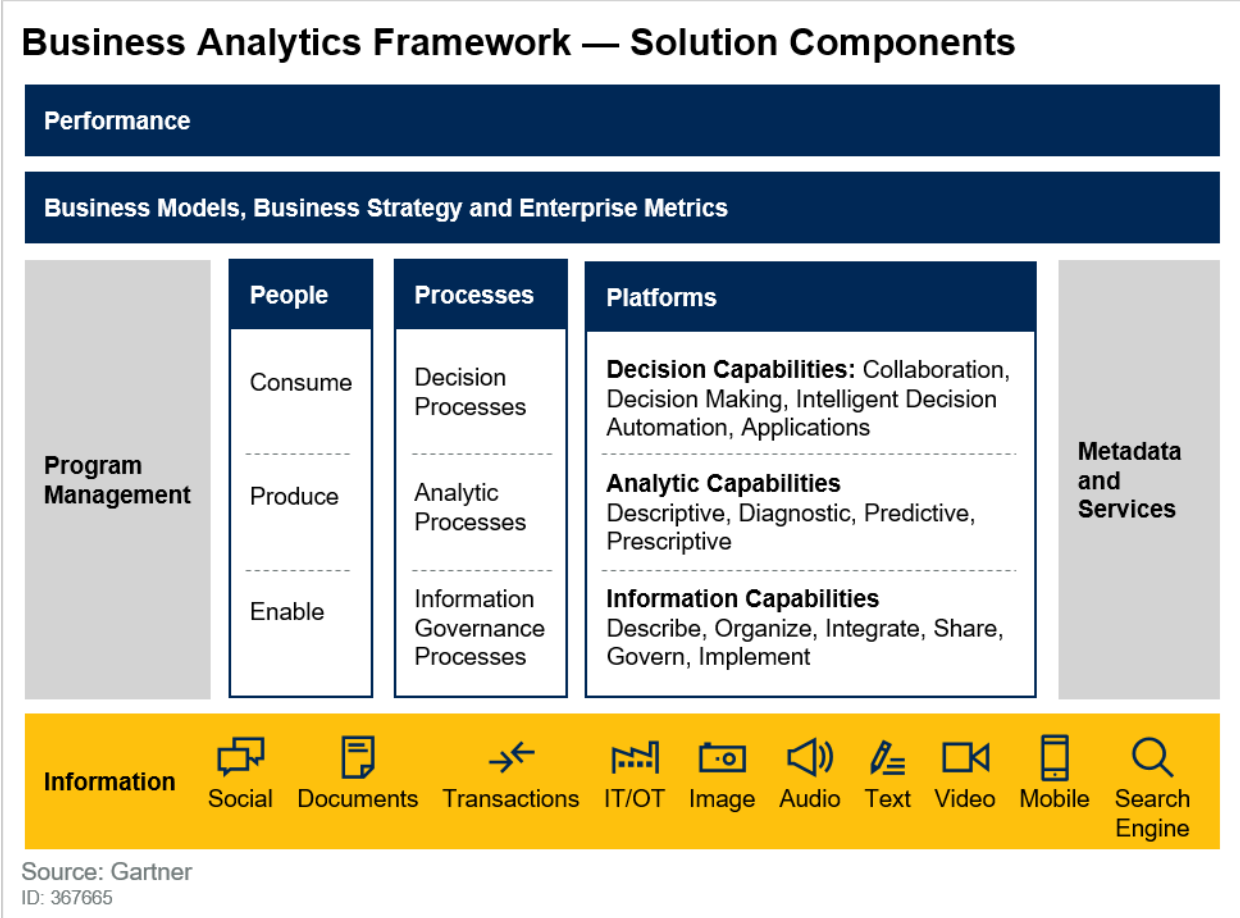 Business Analytics Framework — Solution Components
Performance
Business Models, Business Strategy and Enterprise Metrics
Program
Management
People
Consume
Produce
Enable
Processes
Decision
Processes
Analytic
Processes
Information
Governance
Processes
Platforms
Decision Capabilities: Collaboration,
Decision Making, Intelligent Decision
Automation, Applications
Analytic Capabilities
Descriptive, Diagnostic, Predictive,
Prescriptive
Information Capabilities
Describe, Organize, Integrate, Share,
Govern, Implement
Metadata
and
Services
Information
Social
Documents
Transactions
IT/OT
Image
Audio
Text
Video
Mobile
Search
Engine
Source: Gartner
ID: 367665